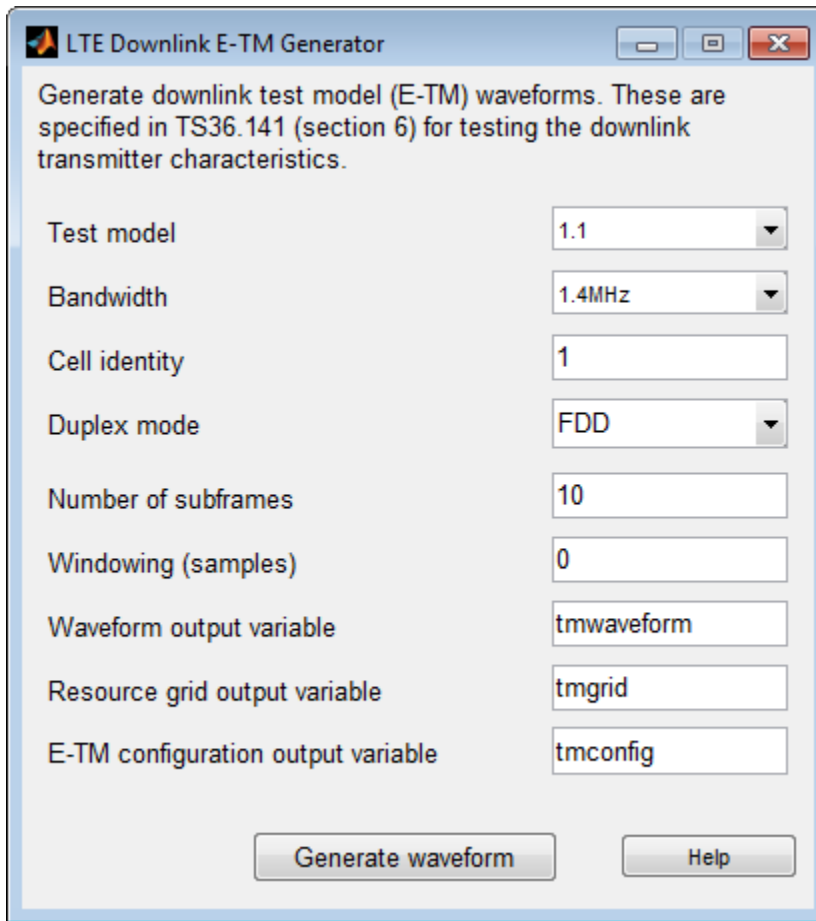 LTE Downlink E-TM Generator
Generate downlink test model (E-TM) waveforms. These are
specified in TS36.141 (section 6) for testing the downlink
transmitter characteristics.
Test model 1.1
Bandwidth 1.4MHz
Cell identity 1
Duplex mode FDD
Number of subframes 10
Windowing (samples) 0
Waveform output variable tmwaveform
Resource grid output variable tmgrid
E-TM configuration output variable tmconfig
Generate waveform Help